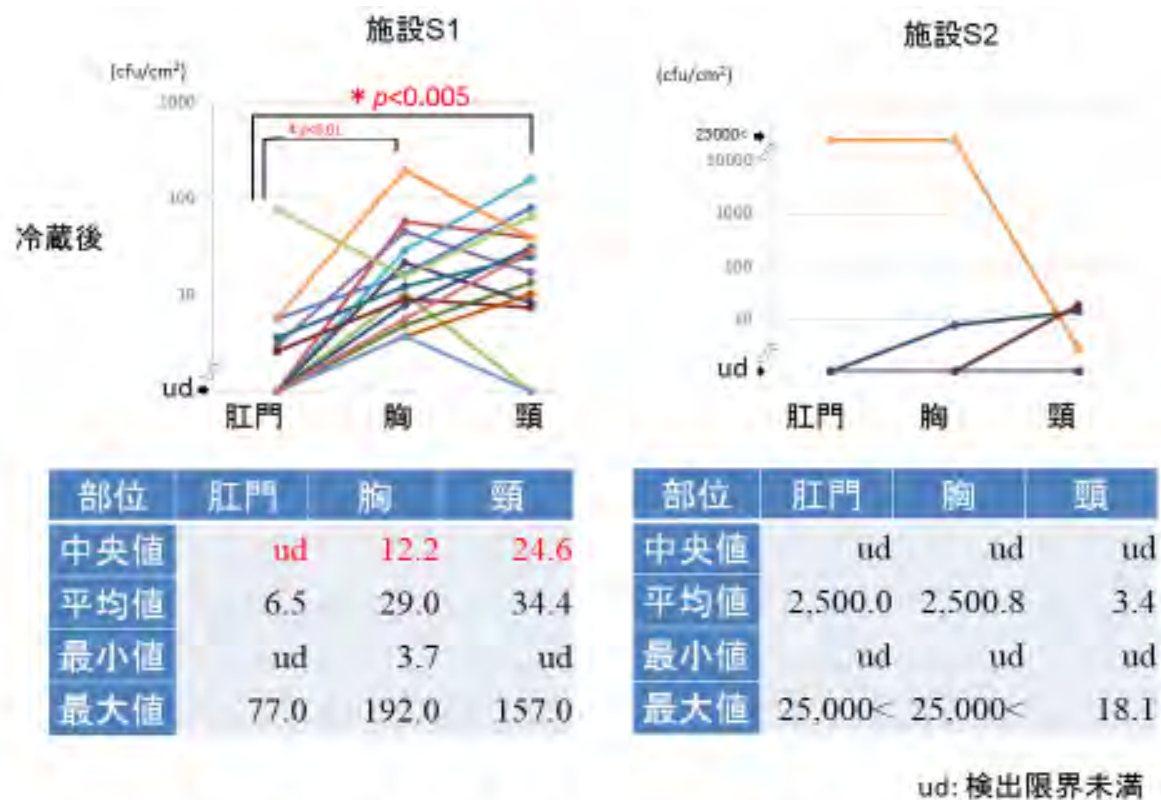 施設S1
(cfu/cm²)
1000
* p<0.005
* p<0.01
100
10
ud
冷蔵後
肛門 胸 頸
施設S2
(cfu/cm²)
25000<
10000
1000
100
10
ud
肛門 胸 頸
部位 肛門 胸 頸
中央値 ud 12.2 24.6
平均値 6.5 29.0 34.4
最小値 ud 3.7 ud
最大値 77.0 192.0 157.0
部位 肛門 胸 頸
中央値 ud ud ud
平均値 2,500.0 2,500.8 3.4
最小値 ud ud ud
最大値 25,000< 25,000< 18.1
ud: 検出限界未満